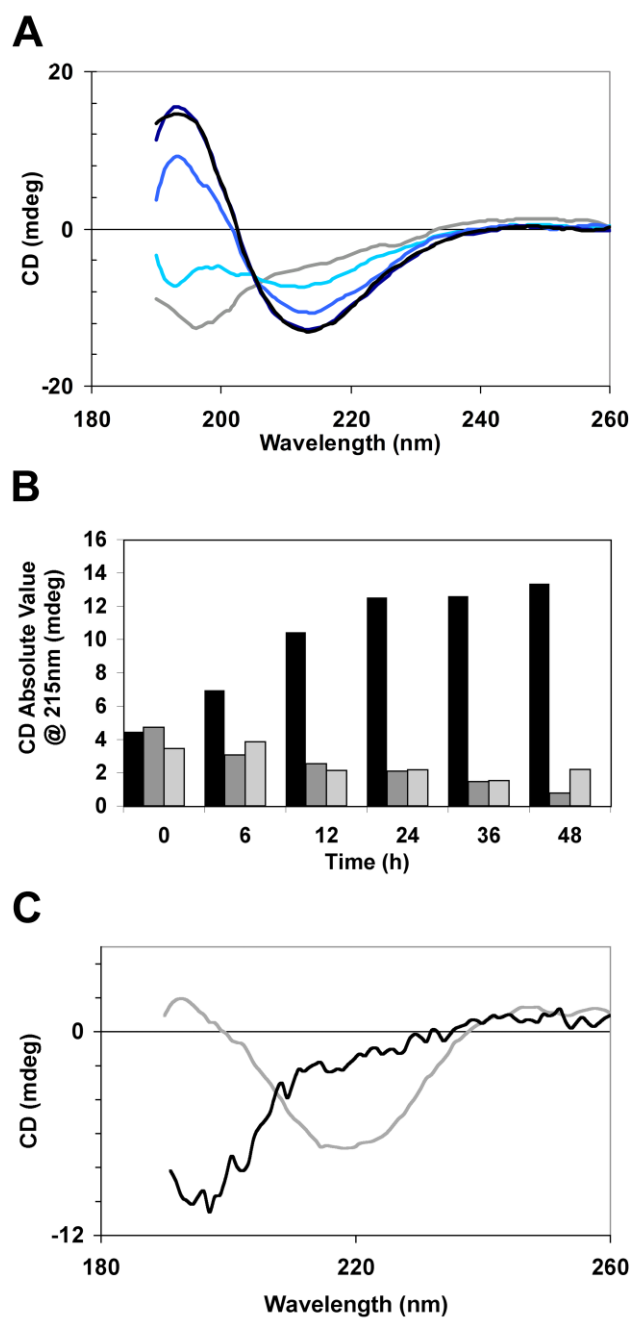 A
20
0
-20
CD (mdeg)
180 200 220 240 260
Wavelength (nm)
B
16
14
12
10
8
6
4
2
0
CD Absolute Value
@ 215nm (mdeg)
0 6 12 24 36 48
Time (h)
C
0
-12
CD (mdeg)
180 220 260
Wavelength (nm)